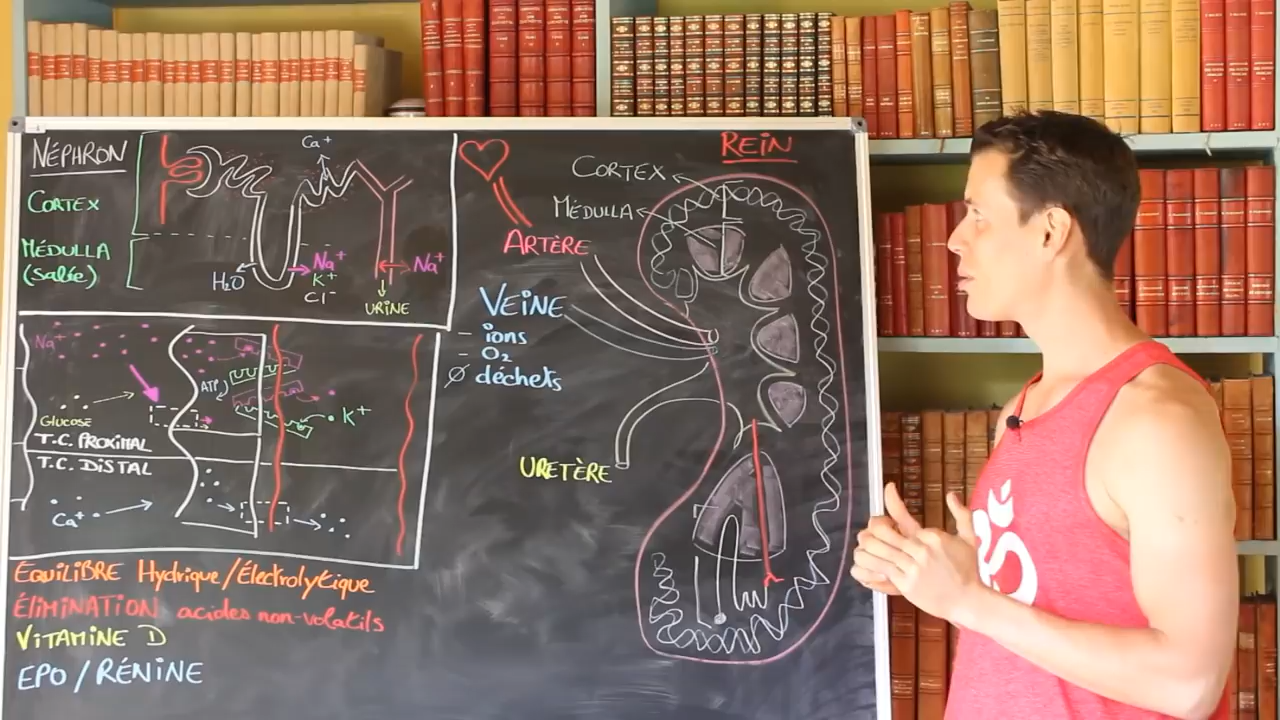 NÉPHRON
CORTEX
MÉDULLA
(Salée)
Ca⁺
H₂O
Na⁺
K⁺
Cl⁻
Na⁺
URINE
Na⁺
ATP
GLUCOSE
K⁺
T.C. PROXIMAL
T.C. DISTAL
Ca⁺
ÉQUILIBRE Hydrique/Électrolytique
ÉLIMINATION acides non-volatils
VITAMINE D
EPO / RÉNINE
REIN
CORTEX
MÉDULLA
ARTÈRE
VEINE
- ions
- O₂
Ø déchets
URETÈRE
ॐ